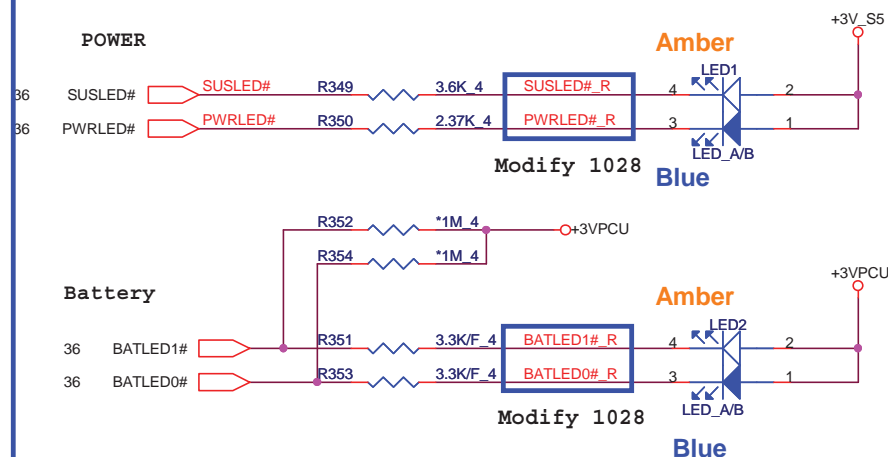 +3V_S5
POWER
Amber
LED1
36 SUSLED# SUSLED# R349 3.6K_4 SUSLED#_R 4 2
36 PWRLED# PWRLED# R350 2.37K_4 PWRLED#_R 3 1
LED_A/B
Modify 1028
Blue
R352 *1M_4 +3VPCU
R354 *1M_4
+3VPCU
Battery
Amber
LED2
36 BATLED1# R351 3.3K/F_4 BATLED1#_R 4 2
36 BATLED0# R353 3.3K/F_4 BATLED0#_R 3 1
LED_A/B
Modify 1028
Blue